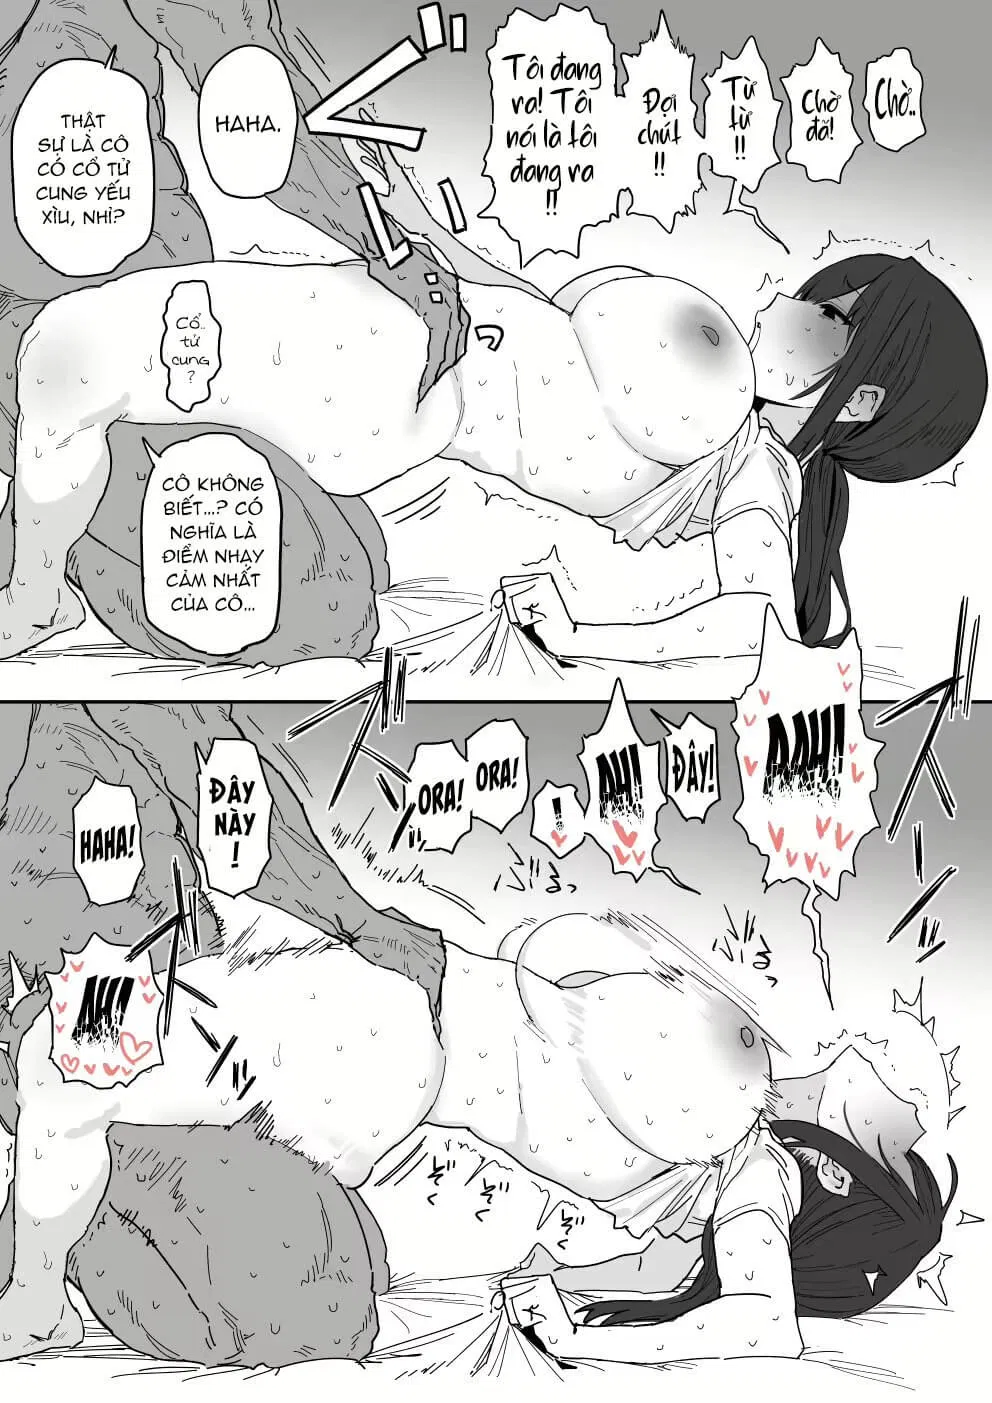 Chờ..
Chờ
đã!
Từ
từ
!!
Đợi
chút
!!
Tôi đang
ra! Tôi
nói là tôi
đang ra
!!
HAHA.
THẬT
SỰ LÀ CÔ
CÓ CỔ TỬ
CUNG YẾU
XÌU, NHỈ?
Cổ..
tử
cung
?
CÔ KHÔNG
BIẾT...? CÓ
NGHĨA LÀ
ĐIỂM NHẠY
CẢM NHẤT
CỦA CÔ...
AAH!
ĐÂY!
AH!
!
ORA!
ORA!
ĐÂY
NÀY
!
HAHA!
AH!